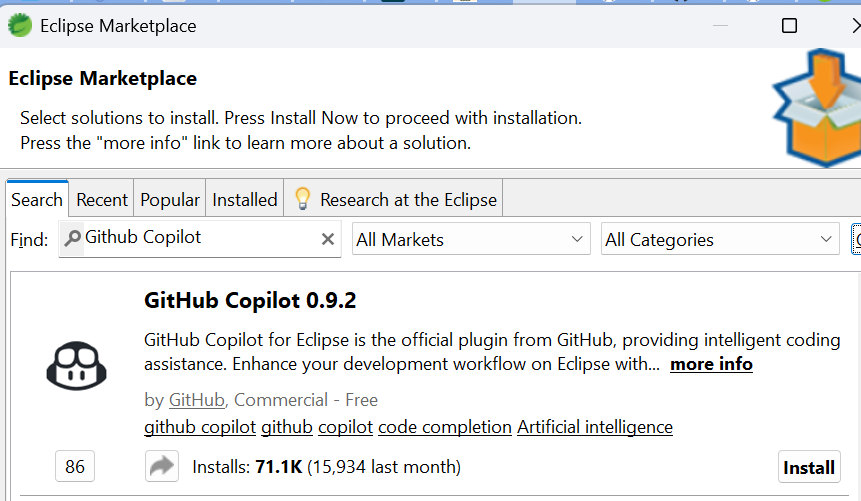 Eclipse Marketplace
Eclipse Marketplace
Select solutions to install. Press Install Now to proceed with installation.
Press the "more info" link to learn more about a solution.
Search Recent Popular Installed Research at the Eclipse
Find: Github Copilot All Markets All Categories
GitHub Copilot 0.9.2
GitHub Copilot for Eclipse is the official plugin from GitHub, providing intelligent coding
assistance. Enhance your development workflow on Eclipse with... more info
by GitHub, Commercial - Free
github copilot github copilot code completion Artificial intelligence
86 Installs: 71.1K (15,934 last month) Install